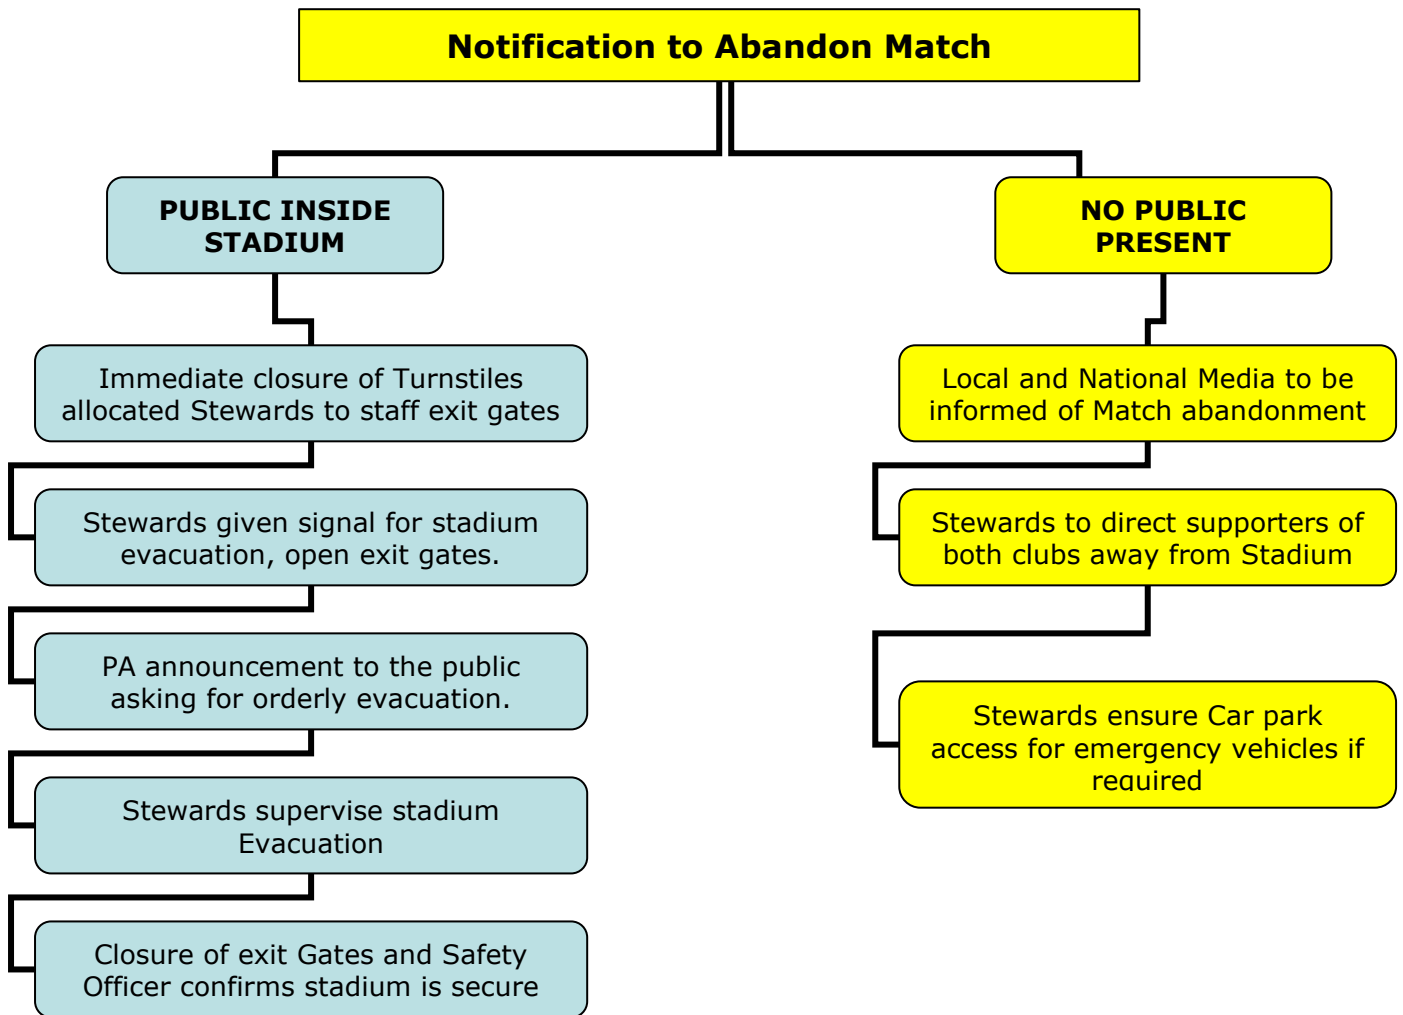 Notification to Abandon Match
PUBLIC INSIDE
STADIUM
Immediate closure of Turnstiles
allocated Stewards to staff exit gates
Stewards given signal for stadium
evacuation, open exit gates.
PA announcement to the public
asking for orderly evacuation.
Stewards supervise stadium
Evacuation
Closure of exit Gates and Safety
Officer confirms stadium is secure
NO PUBLIC
PRESENT
Local and National Media to be
informed of Match abandonment
Stewards to direct supporters of
both clubs away from Stadium
Stewards ensure Car park
access for emergency vehicles if
required